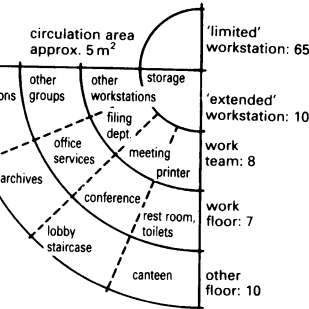 circulation area
approx. 5 m²
'limited'
workstation: 65
other
groups
other
workstations
storage
'extended'
workstation: 10
filing
dept.
office
services
meeting
work
team: 8
archives
printer
conference
work
floor: 7
rest room,
toilets
lobby
staircase
canteen
other
floor: 10